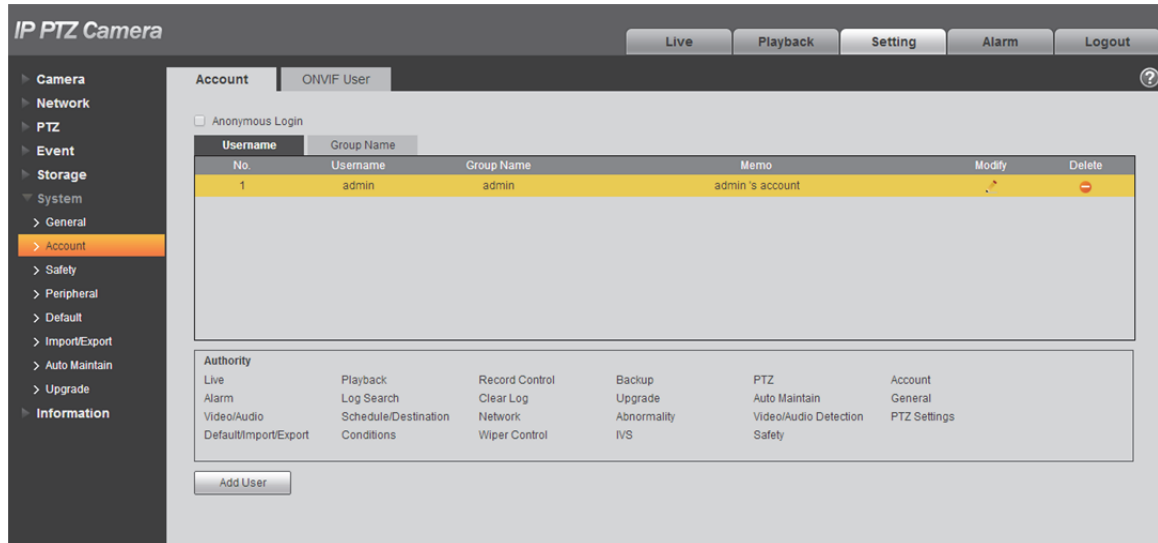 IP PTZ Camera
Live Playback Setting Alarm Logout
Camera
Network
PTZ
Event
Storage
System
General
Account
Safety
Peripheral
Default
Import/Export
Auto Maintain
Upgrade
Information
Account ONVIF User
?
Anonymous Login
Username Group Name
No. Username Group Name Memo Modify Delete
1 admin admin admin 's account
Authority
Live Playback Record Control Backup PTZ Account
Alarm Log Search Clear Log Upgrade Auto Maintain General
Video/Audio Schedule/Destination Network Abnormality Video/Audio Detection PTZ Settings
Default/Import/Export Conditions Wiper Control IVS Safety
Add User